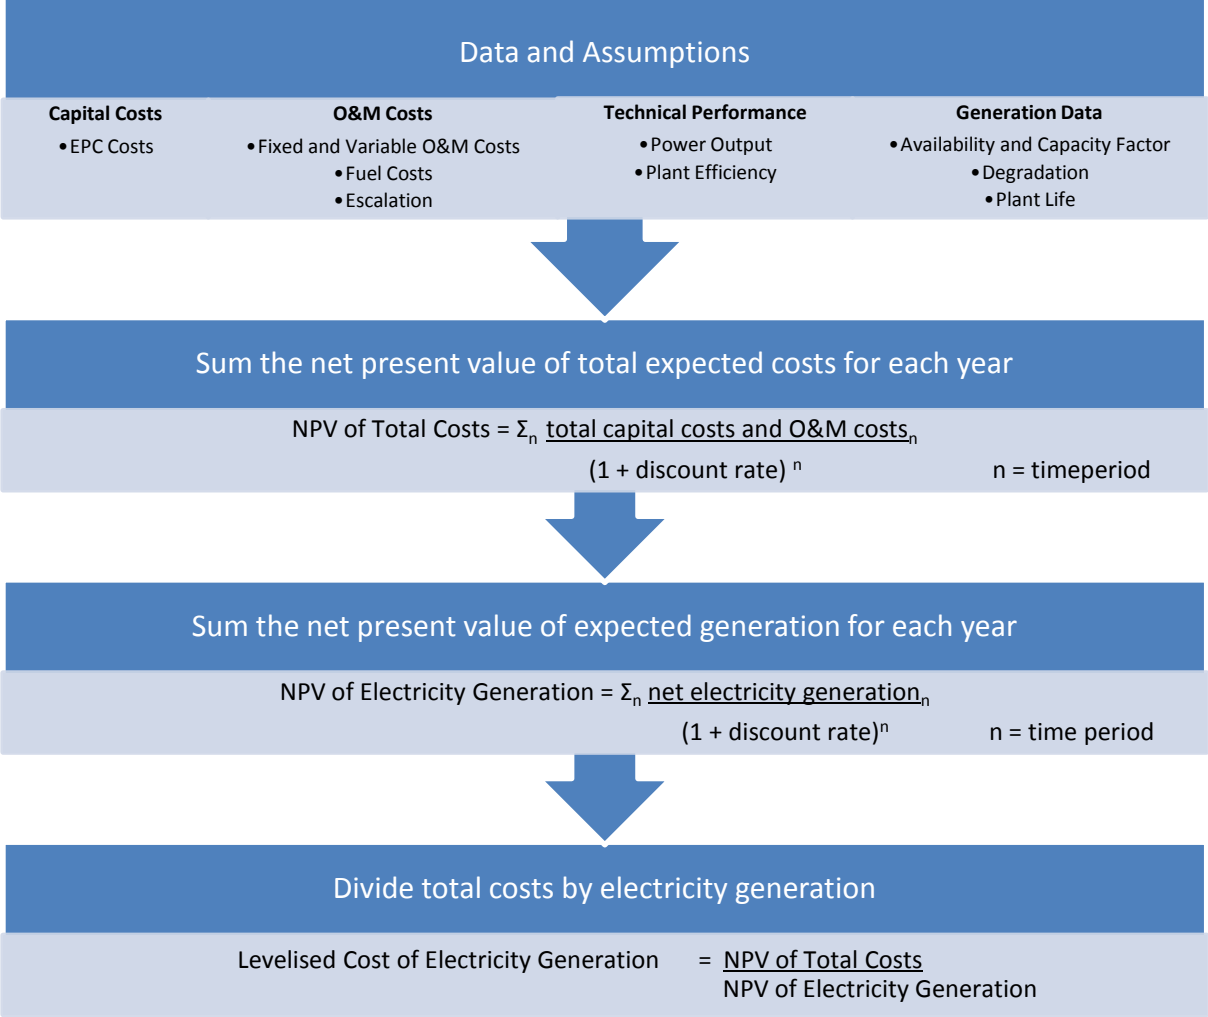 Data and Assumptions
Capital Costs
•EPC Costs
O&M Costs
•Fixed and Variable O&M Costs
•Fuel Costs
•Escalation
Technical Performance
•Power Output
•Plant Efficiency
Generation Data
•Availability and Capacity Factor
•Degradation
•Plant Life
Sum the net present value of total expected costs for each year
NPV of Total Costs = Σn total capital costs and O&M costsn
(1 + discount rate) n n = timeperiod
Sum the net present value of expected generation for each year
NPV of Electricity Generation = Σn net electricity generationn
(1 + discount rate)n n = time period
Divide total costs by electricity generation
Levelised Cost of Electricity Generation = NPV of Total Costs
NPV of Electricity Generation